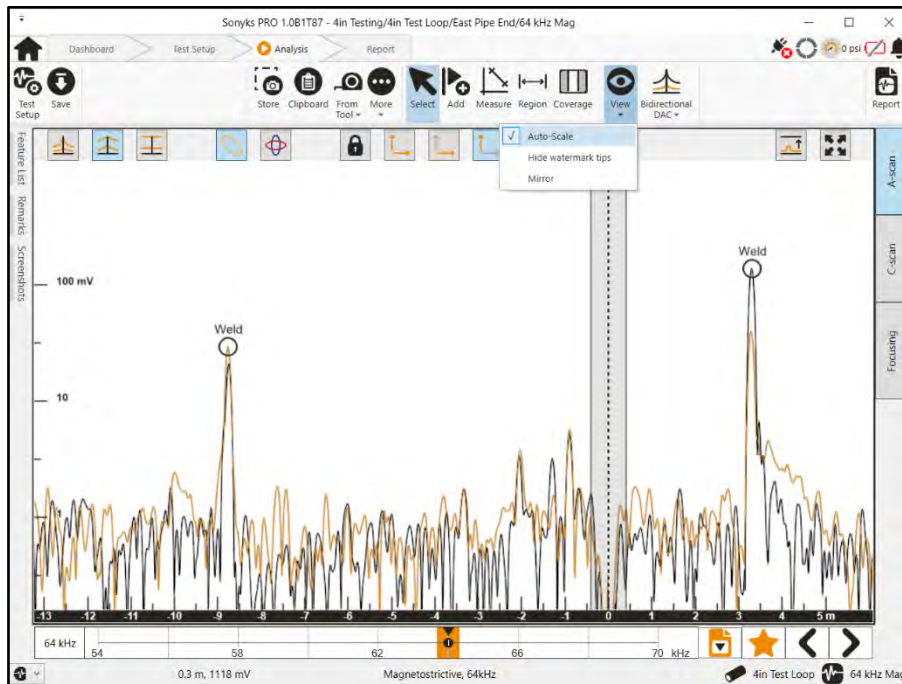 Sonyks PRO 1.0B1T87 - 4in Testing/4in Test Loop/East Pipe End/64 kHz Mag
Dashboard Test Setup Analysis Report
0 psi
Test Setup
Save
Store
Clipboard
From Tool
More
Select
Add
Measure
Region
Coverage
View
Bidirectional DAC
Report
Auto-Scale
Hide watermark tips
Mirror
Feature List
Remarks
Screenshots
A-scan
C-scan
Focusing
Weld
100 mV
Weld
10
-13 -12 -11 -10 -9 -8 -7 -6 -5 -4 -3 -2 -1 0 1 2 3 4 5 m
64 kHz 54 58 62 66 70 kHz
0.3 m, 1118 mV Magnetostrictive, 64kHz 4in Test Loop 64 kHz Mag